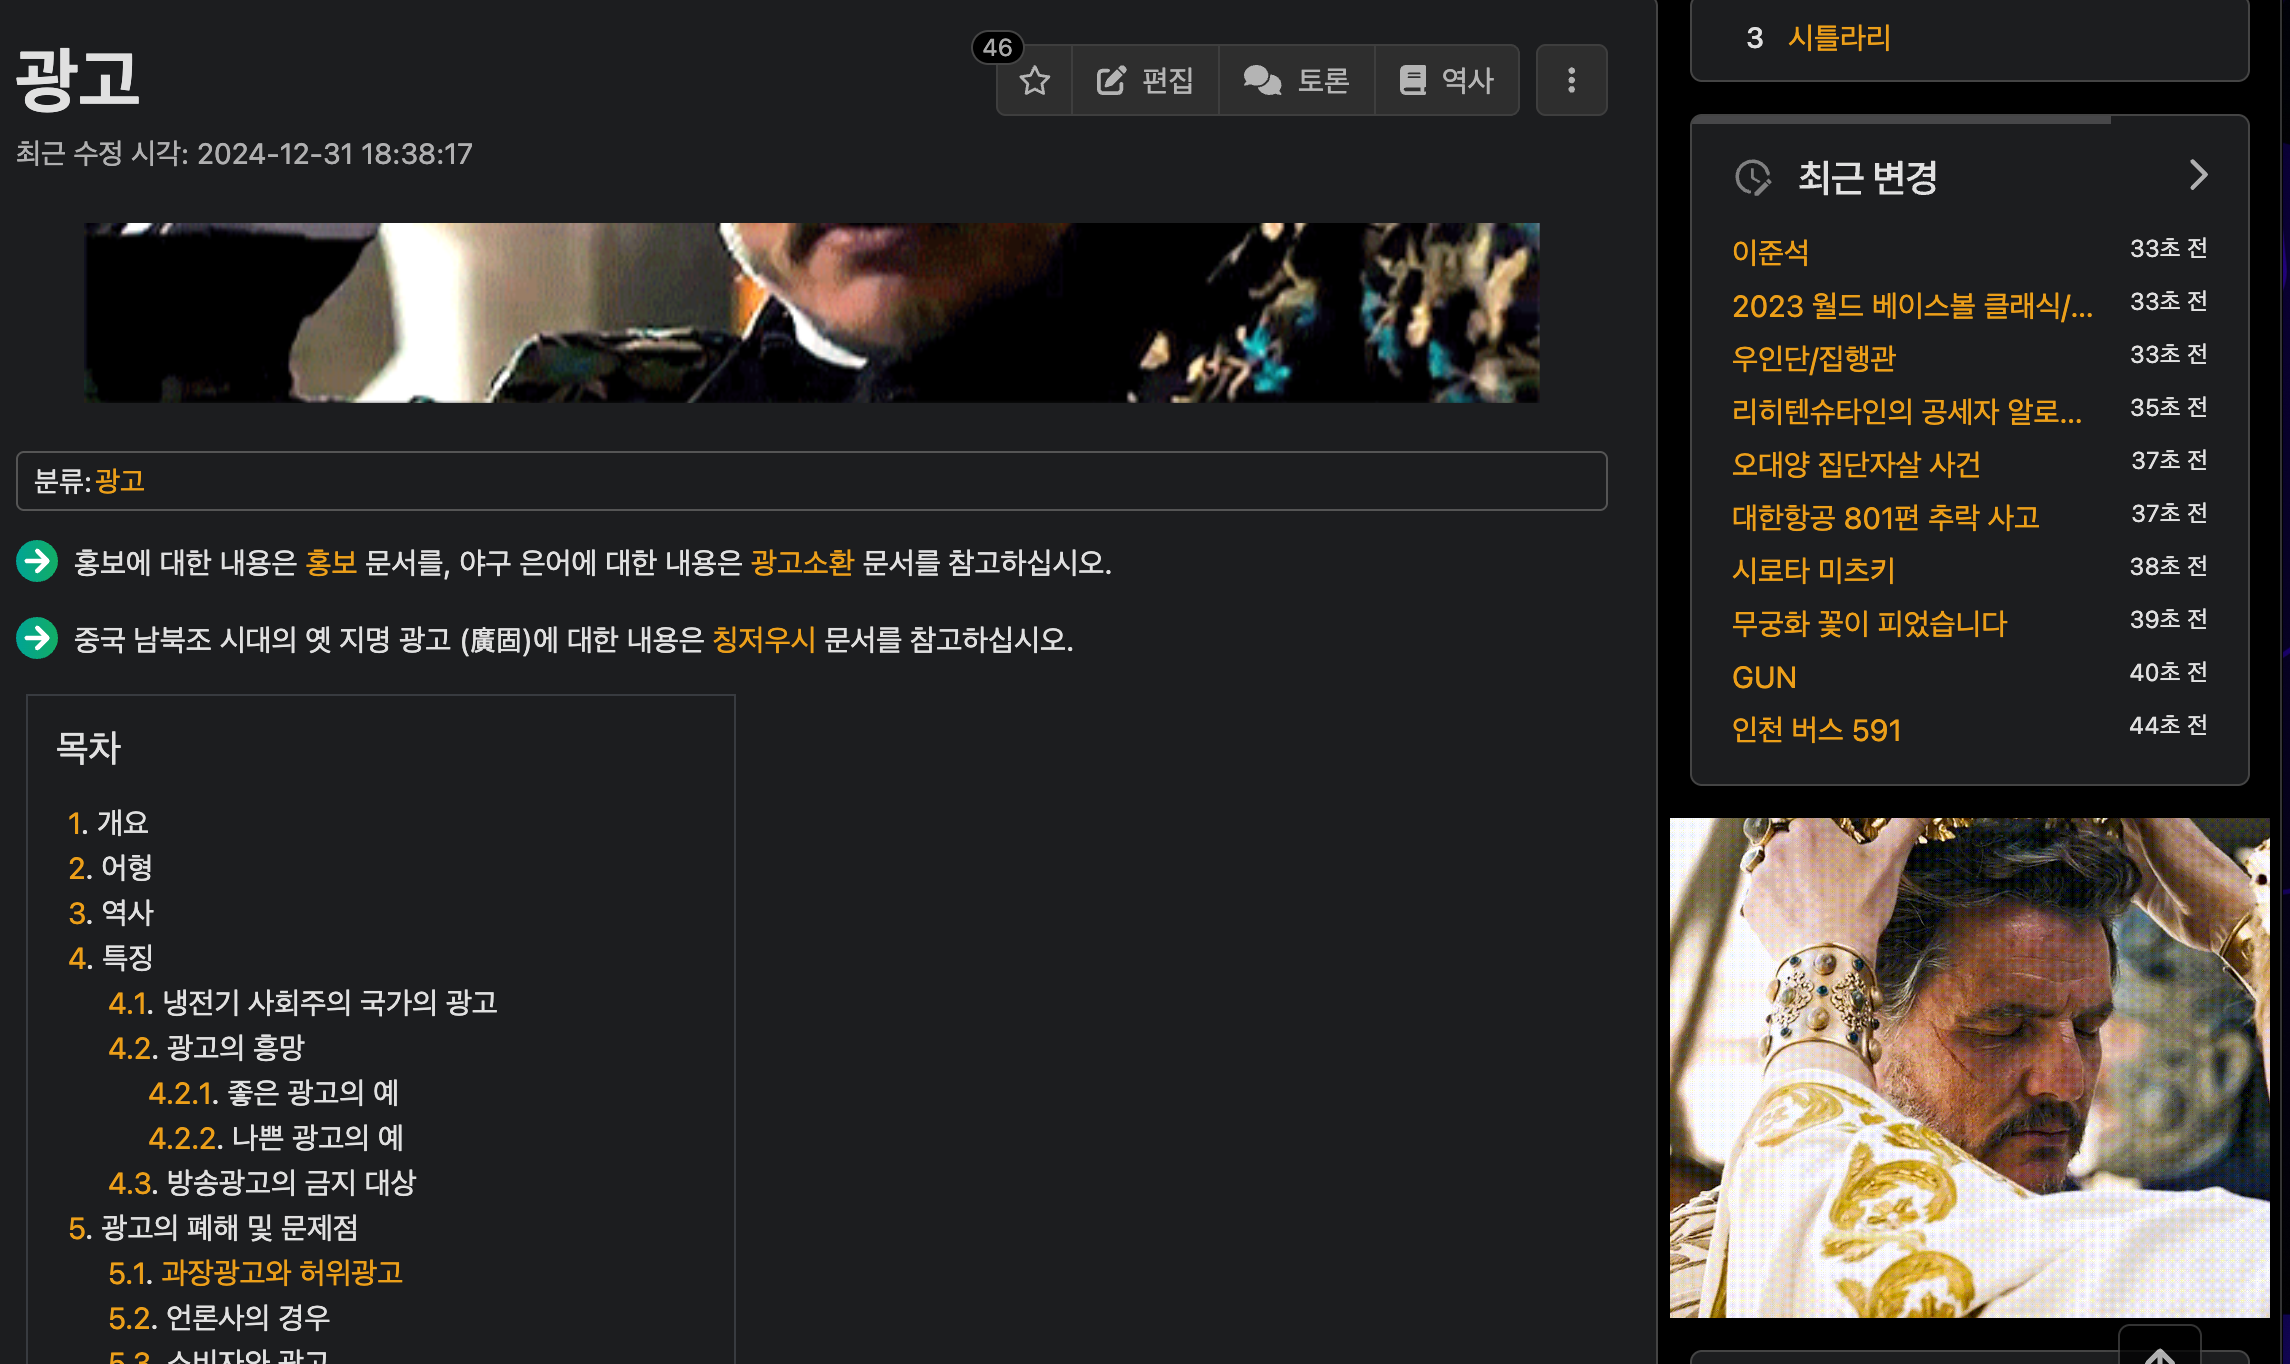 광고
46
편집
토론
역사
최근 수정 시각: 2024-12-31 18:38:17
분류: 광고
홍보에 대한 내용은 홍보 문서를, 야구 은어에 대한 내용은 광고소환 문서를 참고하십시오.
중국 남북조 시대의 옛 지명 광고 (廣固)에 대한 내용은 칭저우시 문서를 참고하십시오.
목차
1. 개요
2. 어형
3. 역사
4. 특징
4.1. 냉전기 사회주의 국가의 광고
4.2. 광고의 흥망
4.2.1. 좋은 광고의 예
4.2.2. 나쁜 광고의 예
4.3. 방송광고의 금지 대상
5. 광고의 폐해 및 문제점
5.1. 과장광고와 허위광고
5.2. 언론사의 경우
5.3. 소비자와 광고
3 시틀라리
최근 변경
이준석 33초 전
2023 월드 베이스볼 클래식/... 33초 전
우인단/집행관 33초 전
리히텐슈타인의 공세자 알로... 35초 전
오대양 집단자살 사건 37초 전
대한항공 801편 추락 사고 37초 전
시로타 미츠키 38초 전
무궁화 꽃이 피었습니다 39초 전
GUN 40초 전
인천 버스 591 44초 전